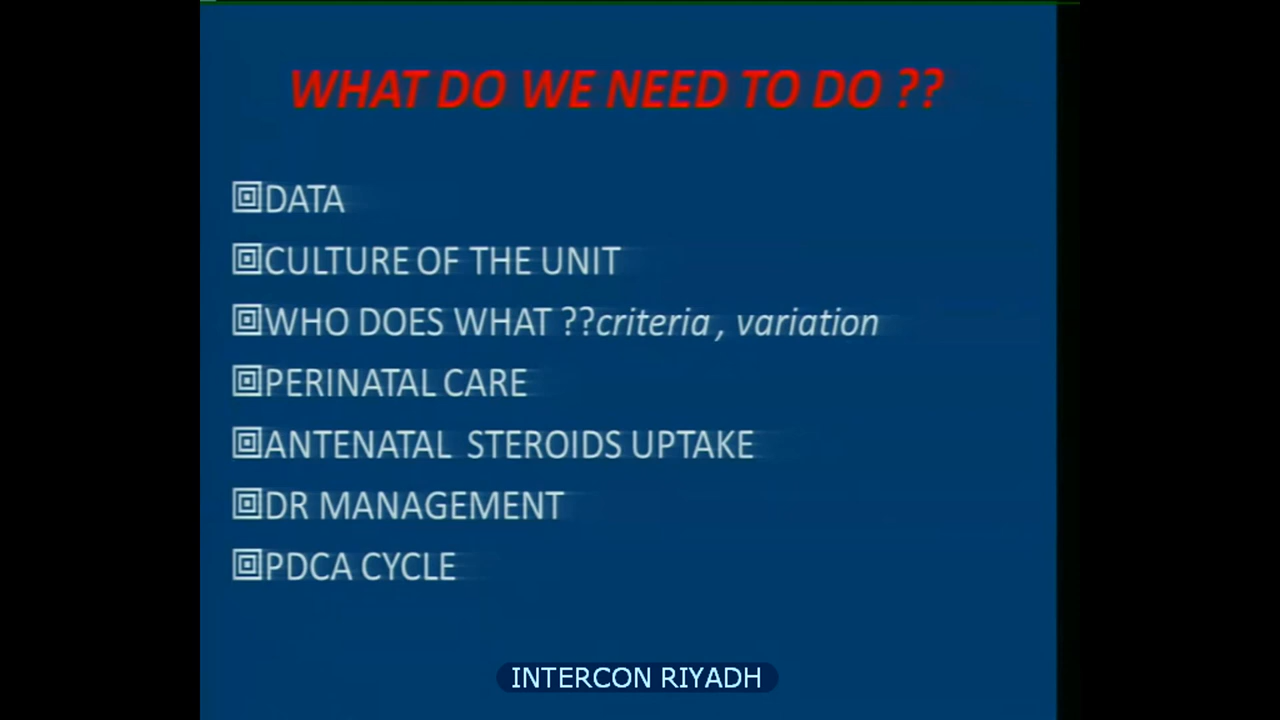 WHAT DO WE NEED TO DO ??
DATA
CULTURE OF THE UNIT
WHO DOES WHAT ??criteria , variation
PERINATAL CARE
ANTENATAL STEROIDS UPTAKE
DR MANAGEMENT
PDCA CYCLE
INTERCON RIYADH